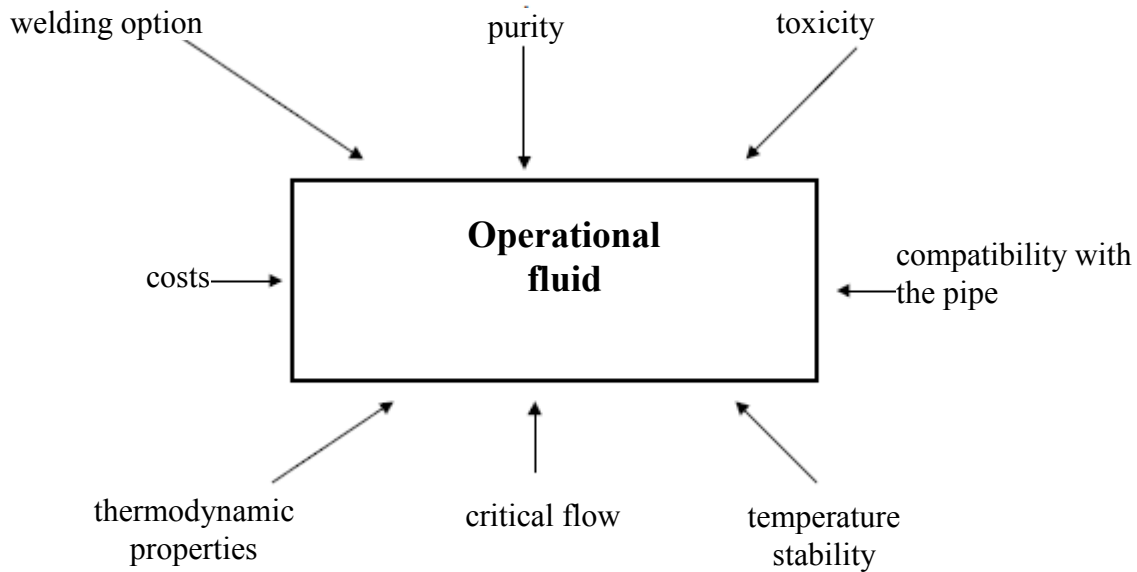 welding option
purity
toxicity
Operational
fluid
costs
compatibility with
the pipe
thermodynamic
properties
critical flow
temperature
stability